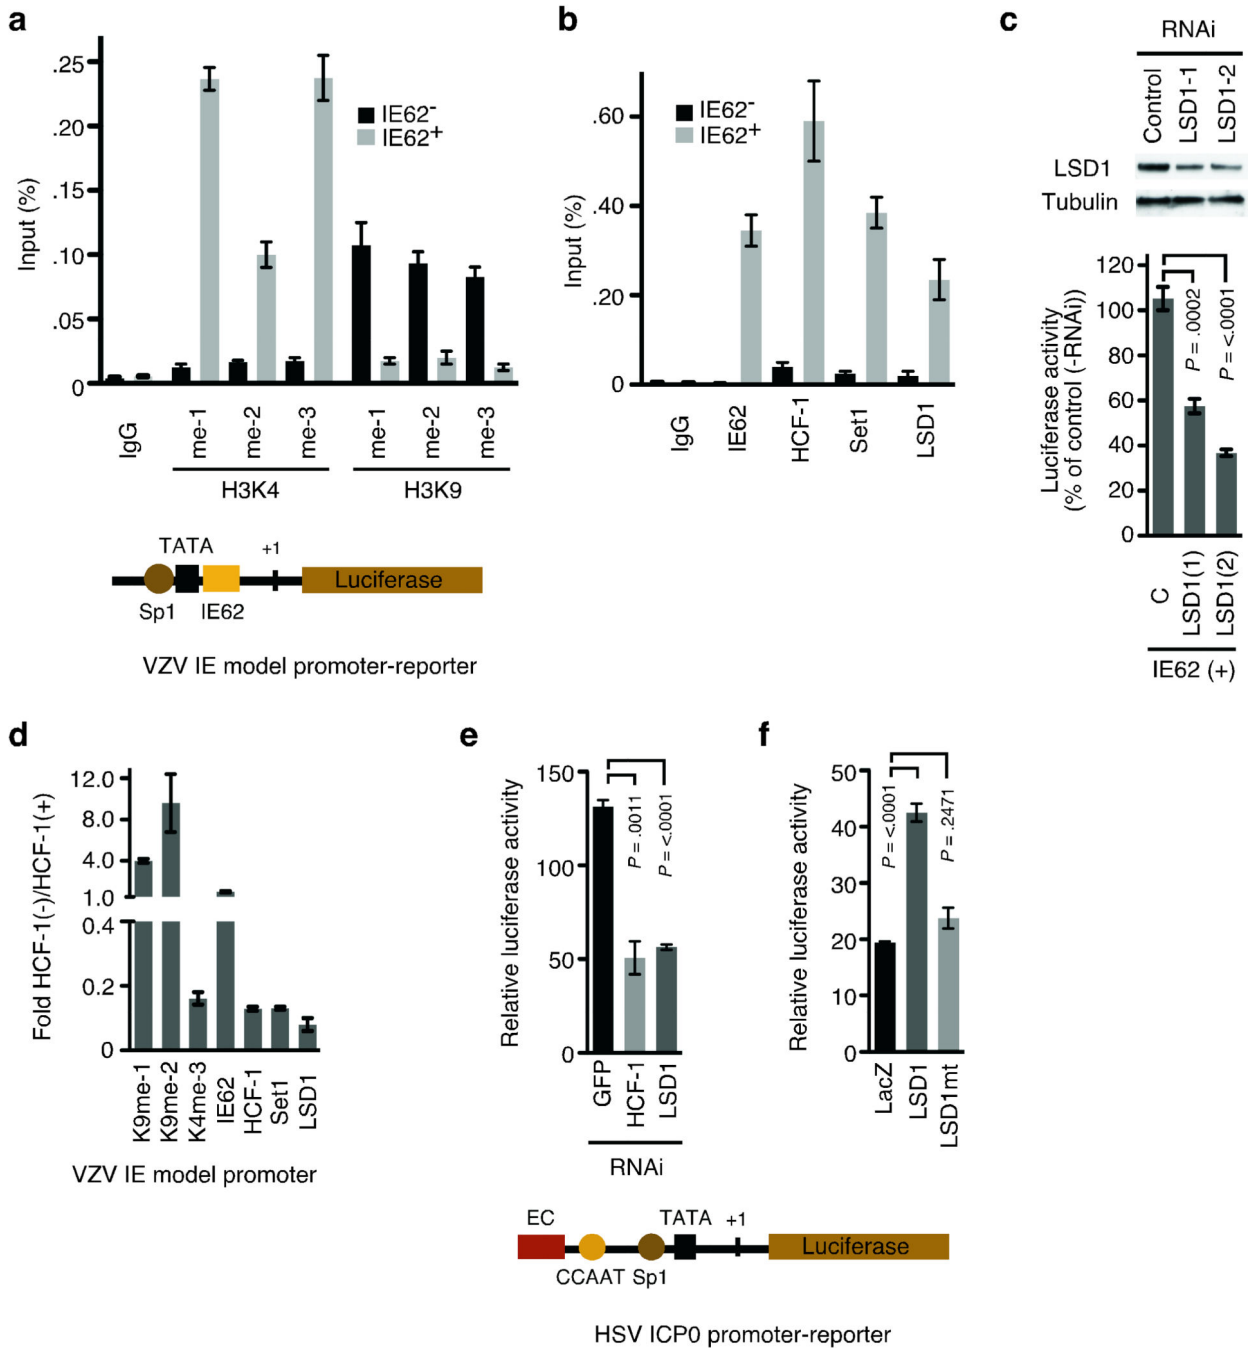 a
.25
.20
.15
.100
.05
0
Input (%)
IE62-
IE62+
IgG
me-1
me-2
me-3
me-1
me-2
me-3
H3K4
H3K9
TATA
+1
Luciferase
Sp1
IE62
VZV IE model promoter-reporter
b
.60
.40
.20
0
Input (%)
IE62-
IE62+
IgG
IE62
HCF-1
Set1
LSD1
c
RNAi
Control
LSD1-1
LSD1-2
LSD1
Tubulin
120
100
80
60
40
20
0
Luciferase activity
(% of control (-RNAi))
P = .0002
P = <.0001
C
LSD1(1)
LSD1(2)
IE62 (+)
d
12.0
8.0
4.0
1.0
0.4
0.2
0
Fold HCF-1(-)/HCF-1(+)
K9me-1
K9me-2
K4me-3
IE62
HCF-1
Set1
LSD1
VZV IE model promoter
e
150
100
50
0
Relative luciferase activity
P = .0011
P = <.0001
GFP
HCF-1
LSD1
RNAi
f
50
40
30
20
10
0
Relative luciferase activity
P = <.0001
P = .2471
LacZ
LSD1
LSD1mt
EC
TATA
+1
Luciferase
CCAAT
Sp1
HSV ICP0 promoter-reporter